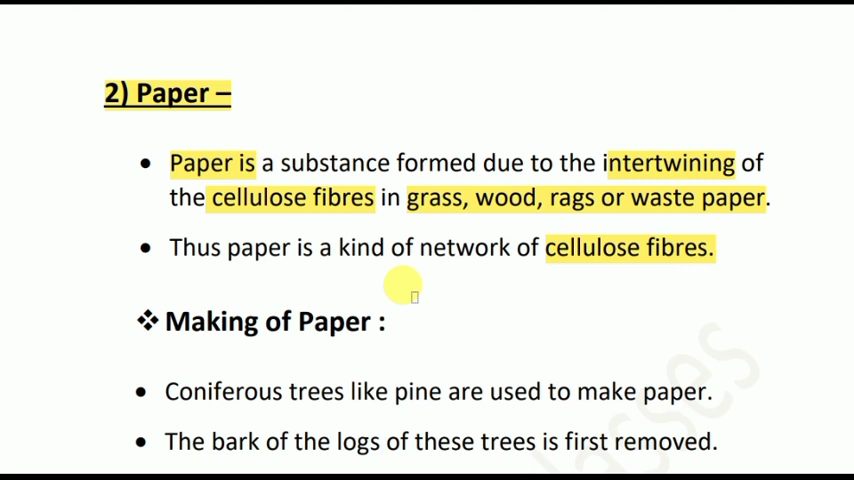 2) Paper –
• Paper is a substance formed due to the intertwining of
the cellulose fibres in grass, wood, rags or waste paper.
• Thus paper is a kind of network of cellulose fibres.
❖ Making of Paper :
• Coniferous trees like pine are used to make paper.
• The bark of the logs of these trees is first removed.